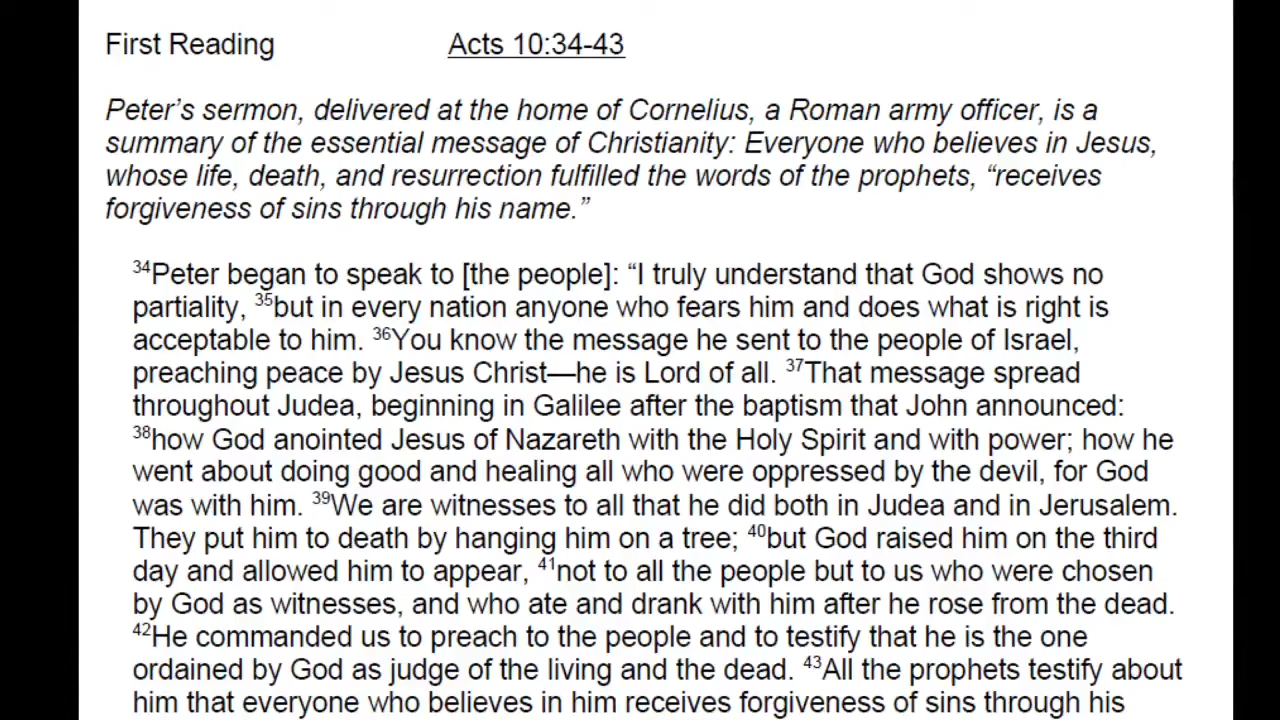 First Reading Acts 10:34-43
Peter’s sermon, delivered at the home of Cornelius, a Roman army officer, is a
summary of the essential message of Christianity: Everyone who believes in Jesus,
whose life, death, and resurrection fulfilled the words of the prophets, “receives
forgiveness of sins through his name.”
34Peter began to speak to [the people]: “I truly understand that God shows no
partiality, 35but in every nation anyone who fears him and does what is right is
acceptable to him. 36You know the message he sent to the people of Israel,
preaching peace by Jesus Christ—he is Lord of all. 37That message spread
throughout Judea, beginning in Galilee after the baptism that John announced:
38how God anointed Jesus of Nazareth with the Holy Spirit and with power; how he
went about doing good and healing all who were oppressed by the devil, for God
was with him. 39We are witnesses to all that he did both in Judea and in Jerusalem.
They put him to death by hanging him on a tree; 40but God raised him on the third
day and allowed him to appear, 41not to all the people but to us who were chosen
by God as witnesses, and who ate and drank with him after he rose from the dead.
42He commanded us to preach to the people and to testify that he is the one
ordained by God as judge of the living and the dead. 43All the prophets testify about
him that everyone who believes in him receives forgiveness of sins through his